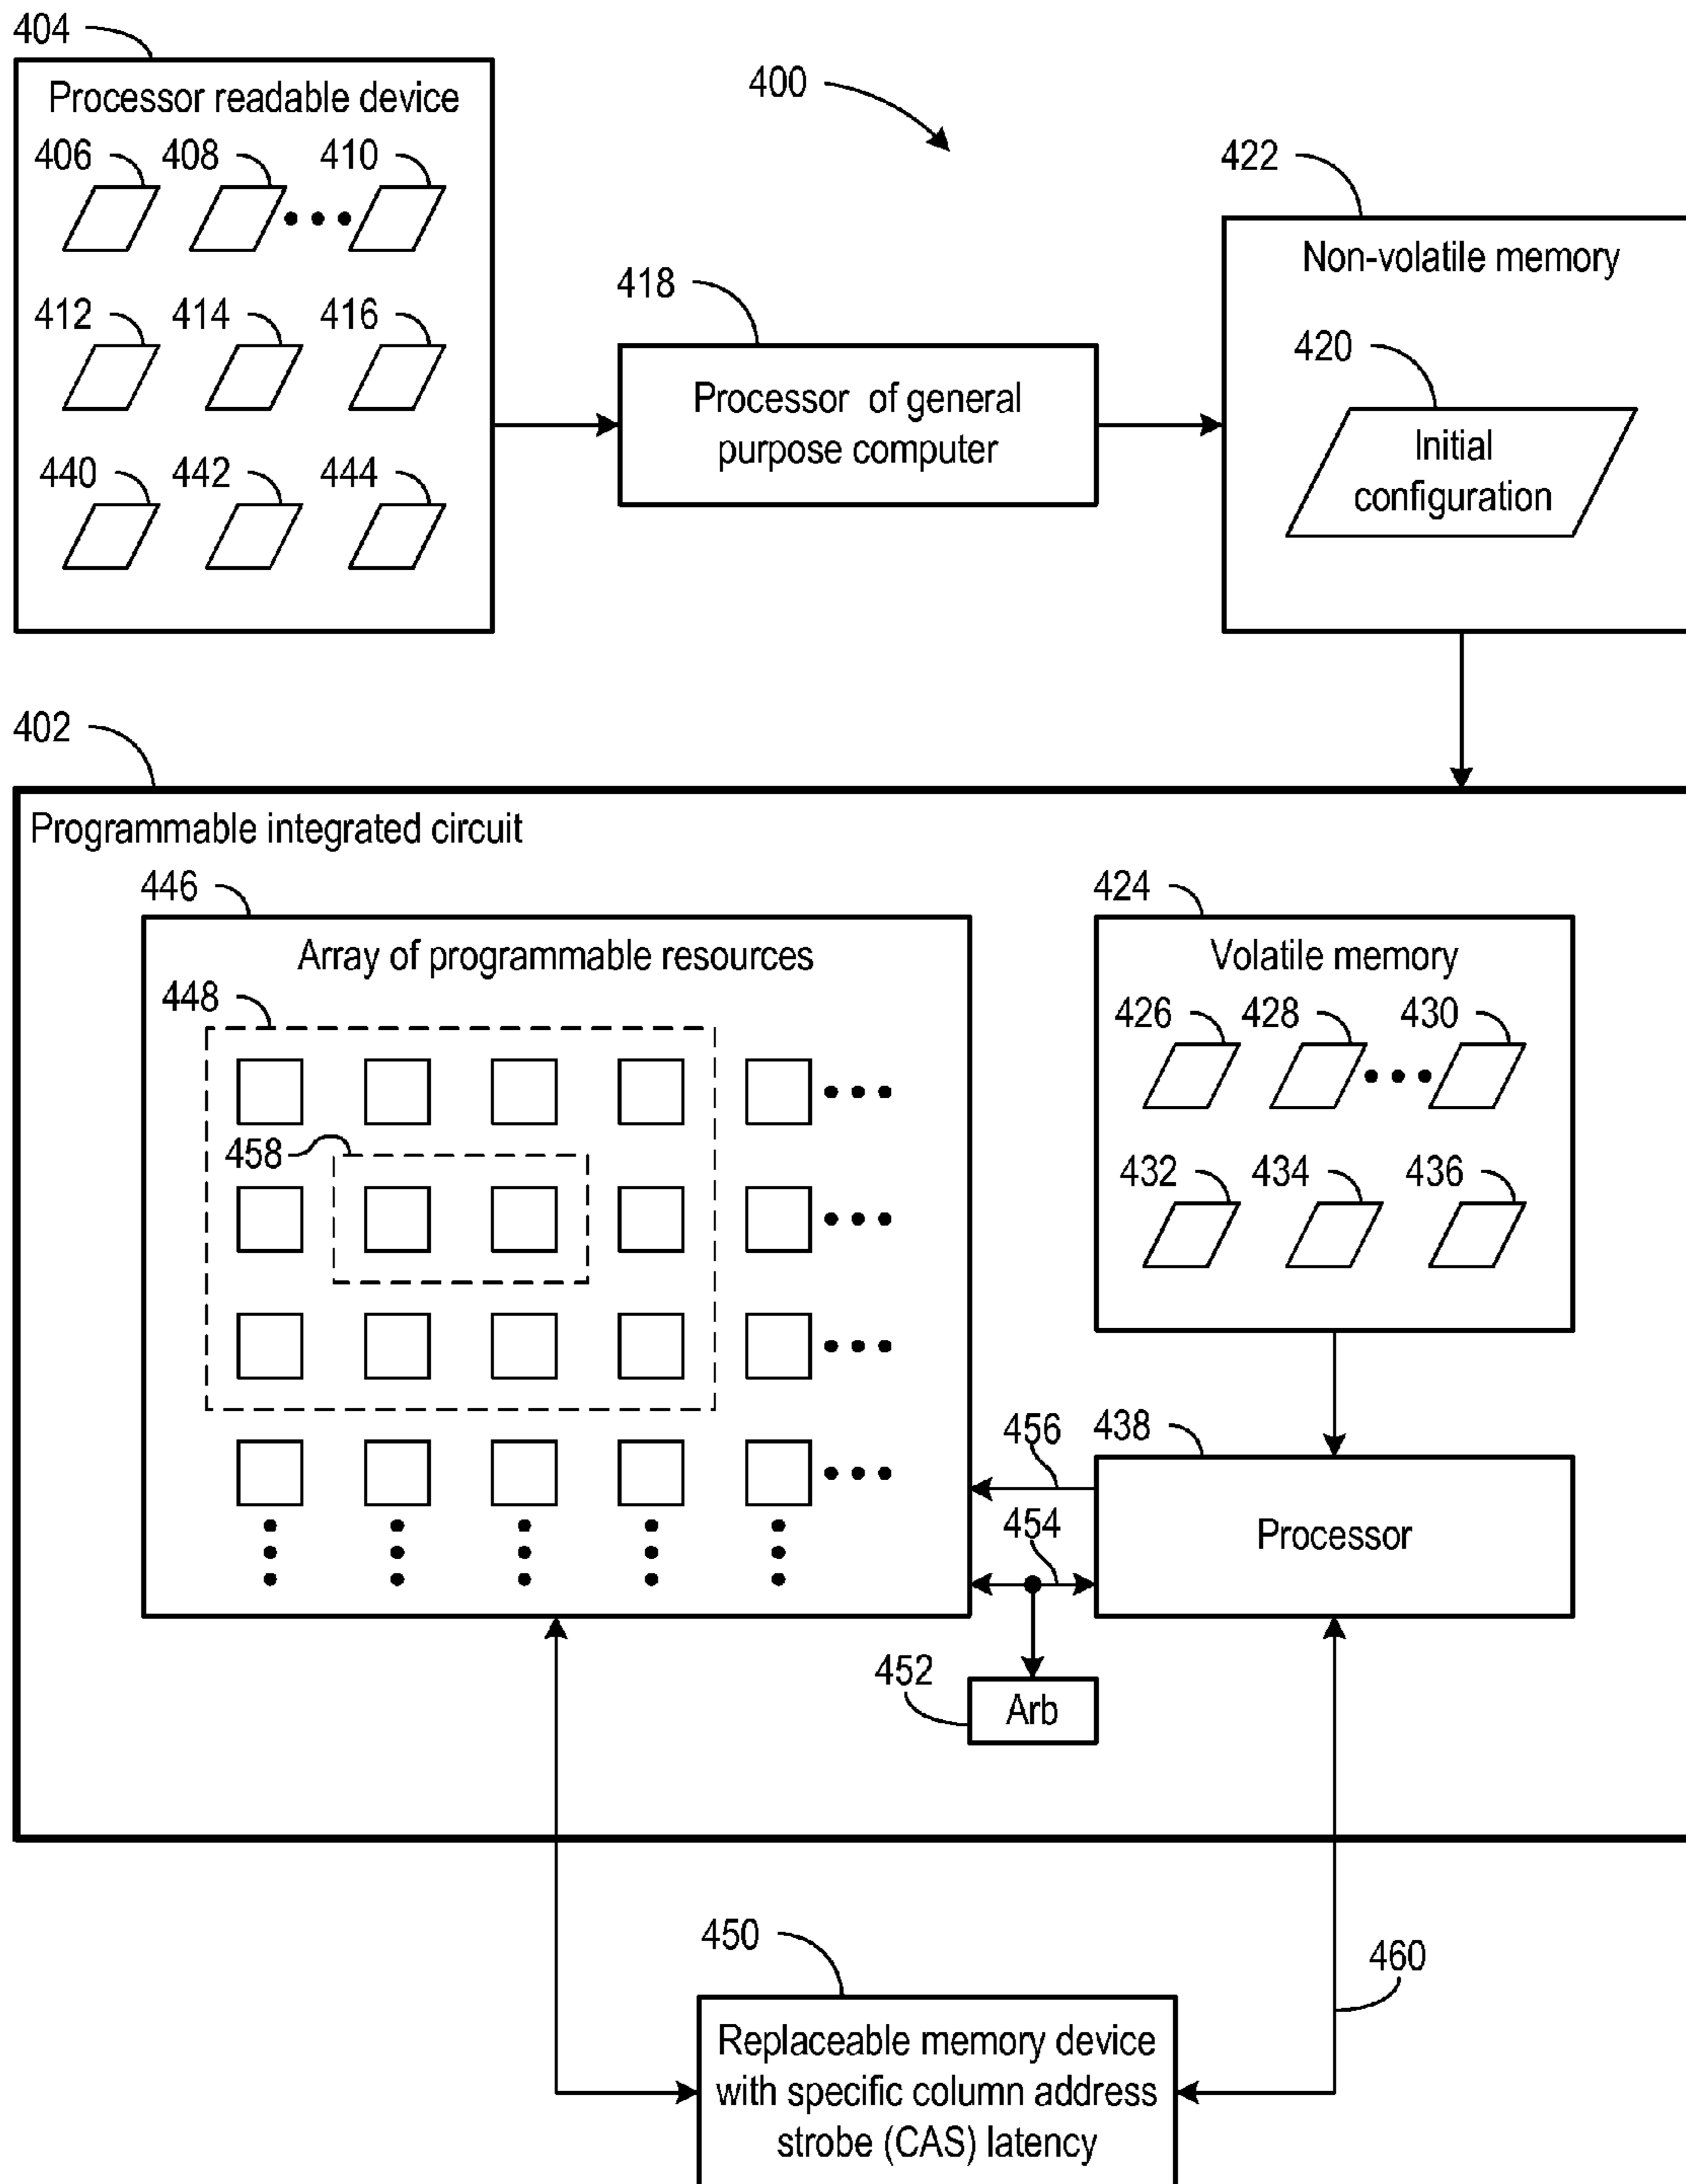 404
Processor readable device
400
406 408 410
422
Non-volatile memory
412 414 416
418
420
Processor of general
purpose computer
Initial
configuration
440 442 444
402
Programmable integrated circuit
446
424
Array of programmable resources
Volatile memory
448
426 428 430
458
432 434 436
456
438
454
Processor
452
Arb
450
460
Replaceable memory device
with specific column address
strobe (CAS) latency